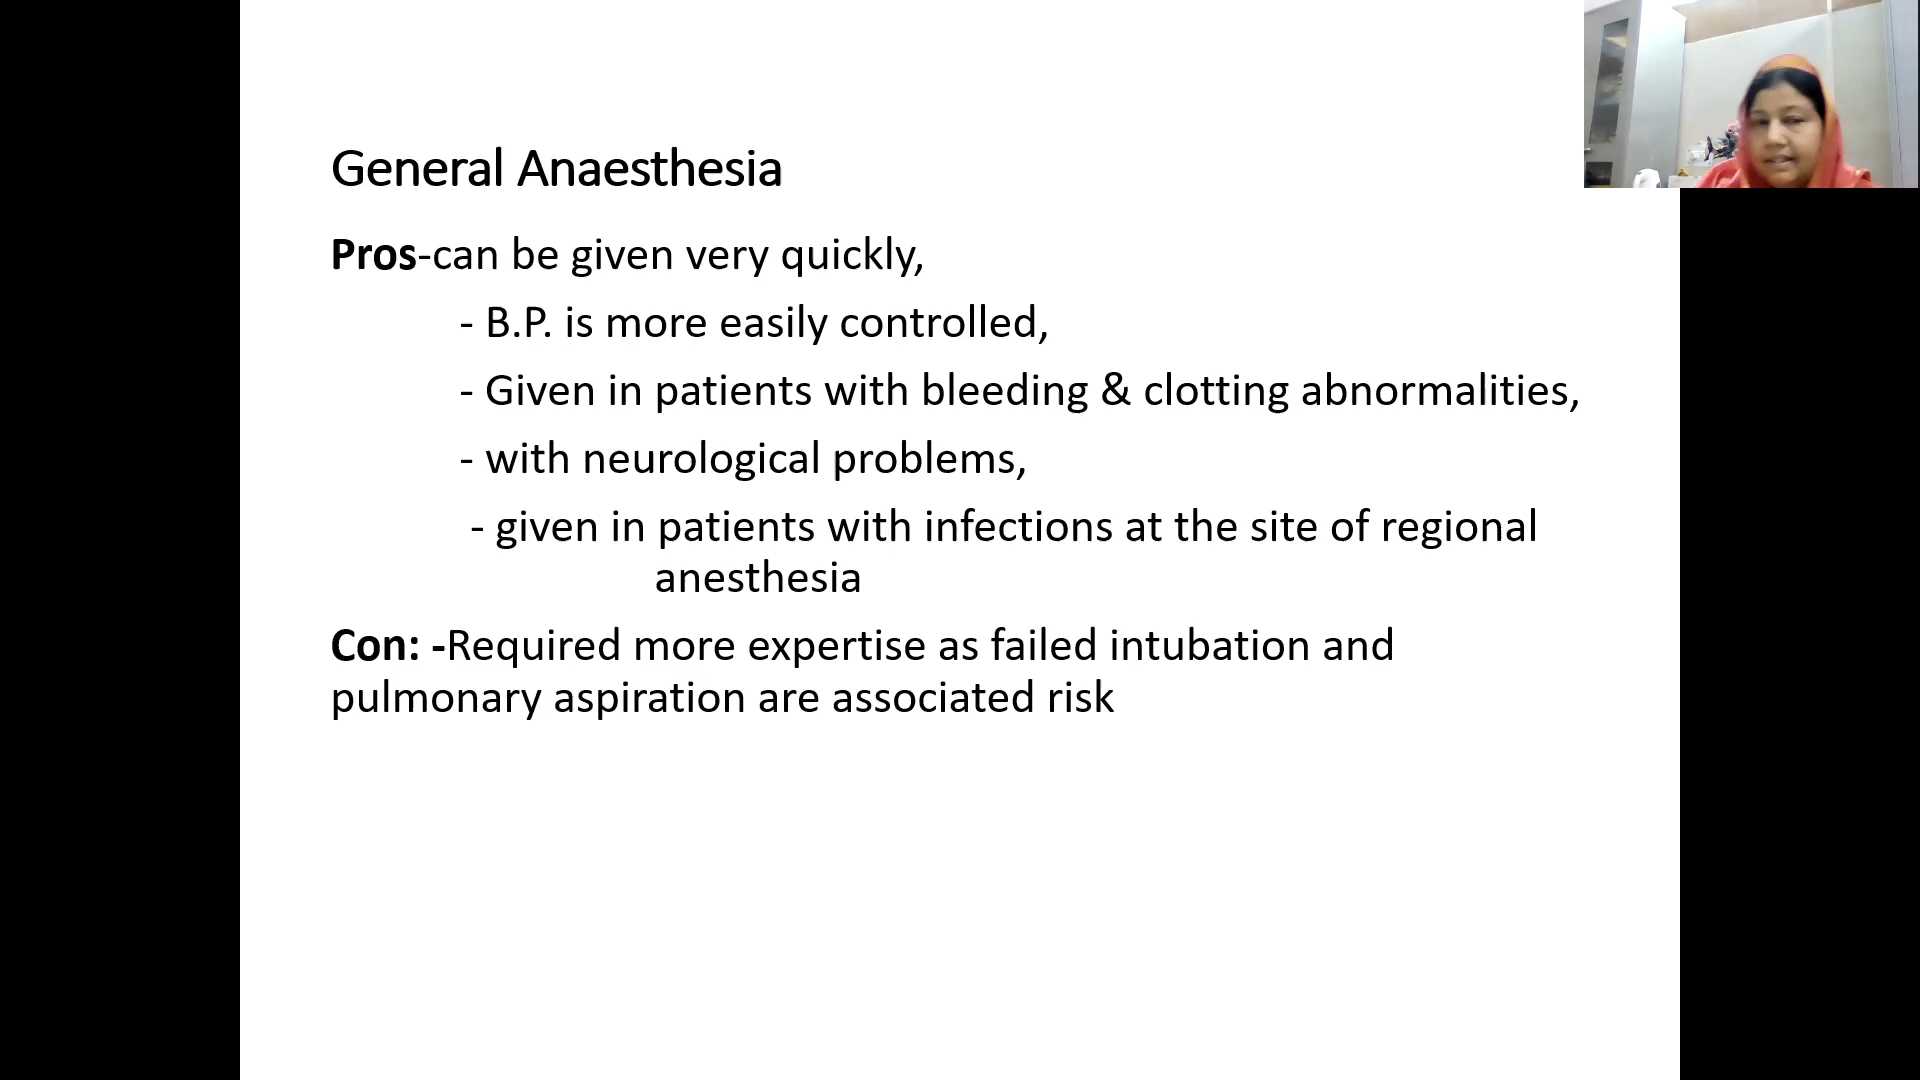 General Anaesthesia
Pros-can be given very quickly,
- B.P. is more easily controlled,
- Given in patients with bleeding & clotting abnormalities,
- with neurological problems,
- given in patients with infections at the site of regional
anesthesia
Con: -Required more expertise as failed intubation and
pulmonary aspiration are associated risk